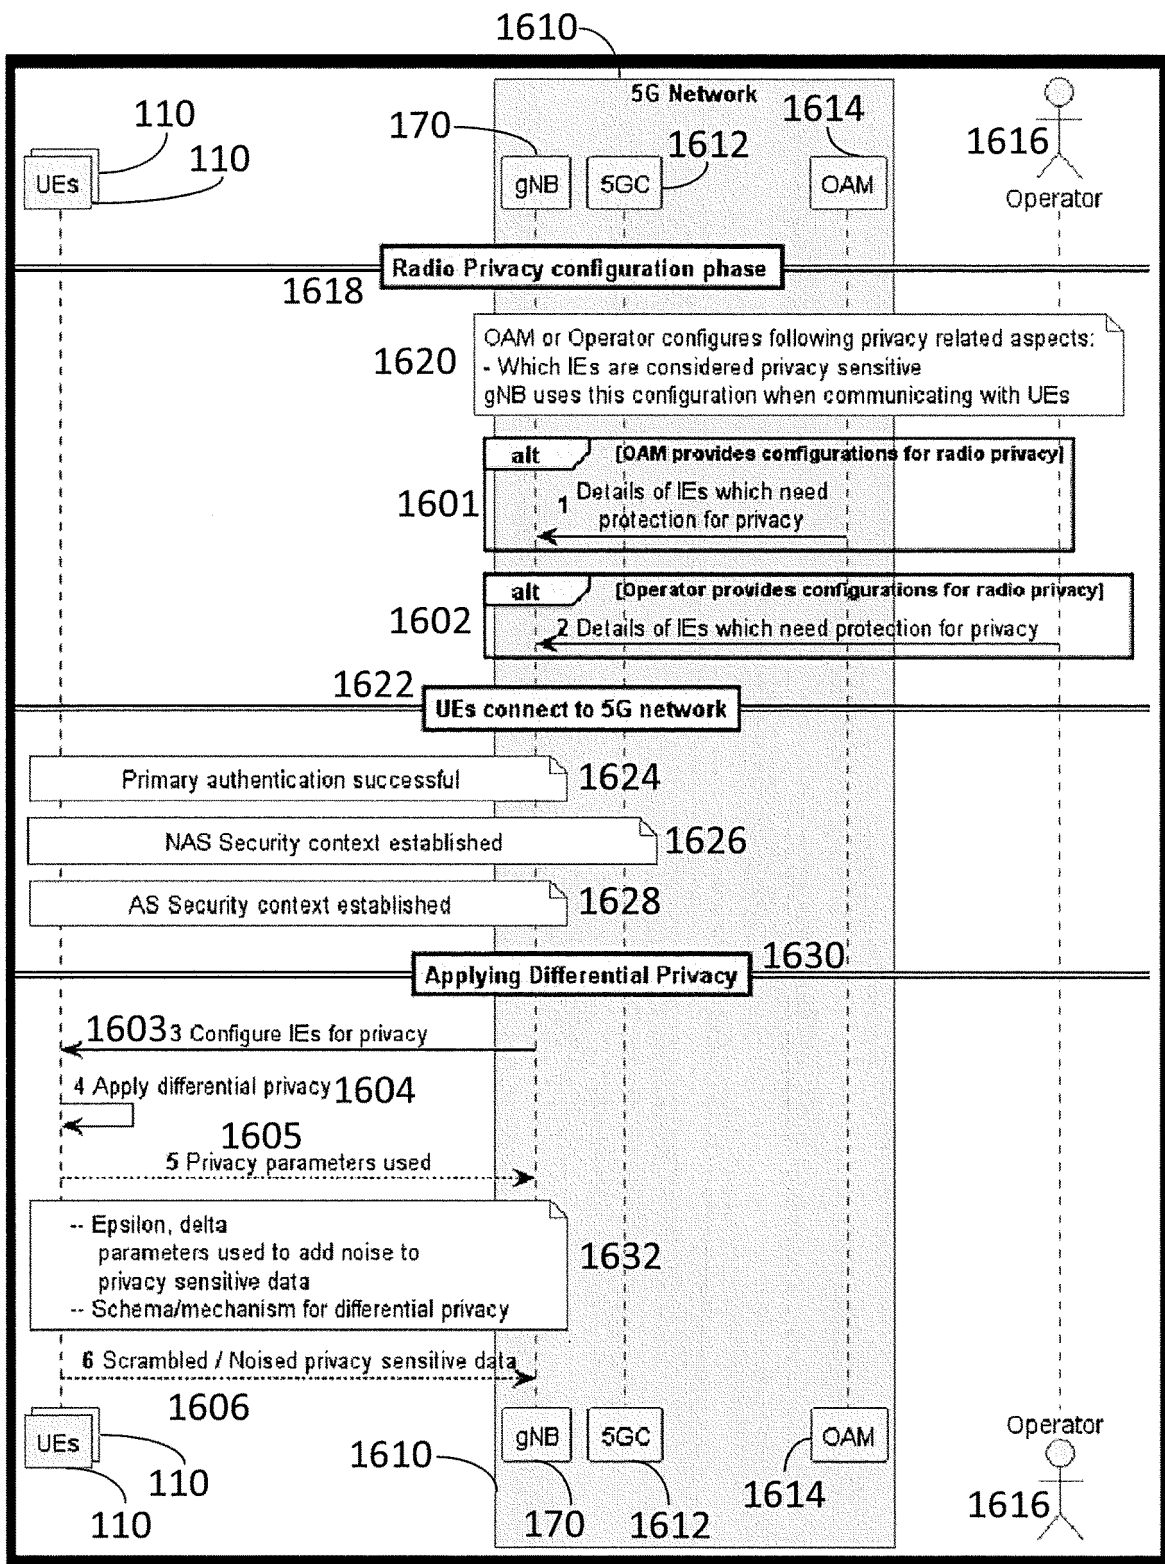 1610
5G Network
110
170
1614
1612
1616
110
UEs
gNB
5GC
OAM
Operator
Radio Privacy configuration phase
1618
OAM or Operator configures following privacy related aspects:
1620
- Which IEs are considered privacy sensitive
gNB uses this configuration when communicating with UEs
alt [OAM provides configurations for radio privacy]
1601
1 Details of IEs which need
protection for privacy
alt [Operator provides configurations for radio privacy]
1602
2 Details of IEs which need protection for privacy
1622
UEs connect to 5G network
Primary authentication successful
1624
NAS Security context established
1626
AS Security context established
1628
1630
Applying Differential Privacy
1603
3 Configure IEs for privacy
4 Apply differential privacy
1604
1605
5 Privacy parameters used
-- Epsilon, delta
parameters used to add noise to
privacy sensitive data
-- Schema/mechanism for differential privacy
1632
6 Scrambled / Noised privacy sensitive data
1606
UEs
gNB
5GC
OAM
Operator
1610
110
110
170
1612
1614
1616